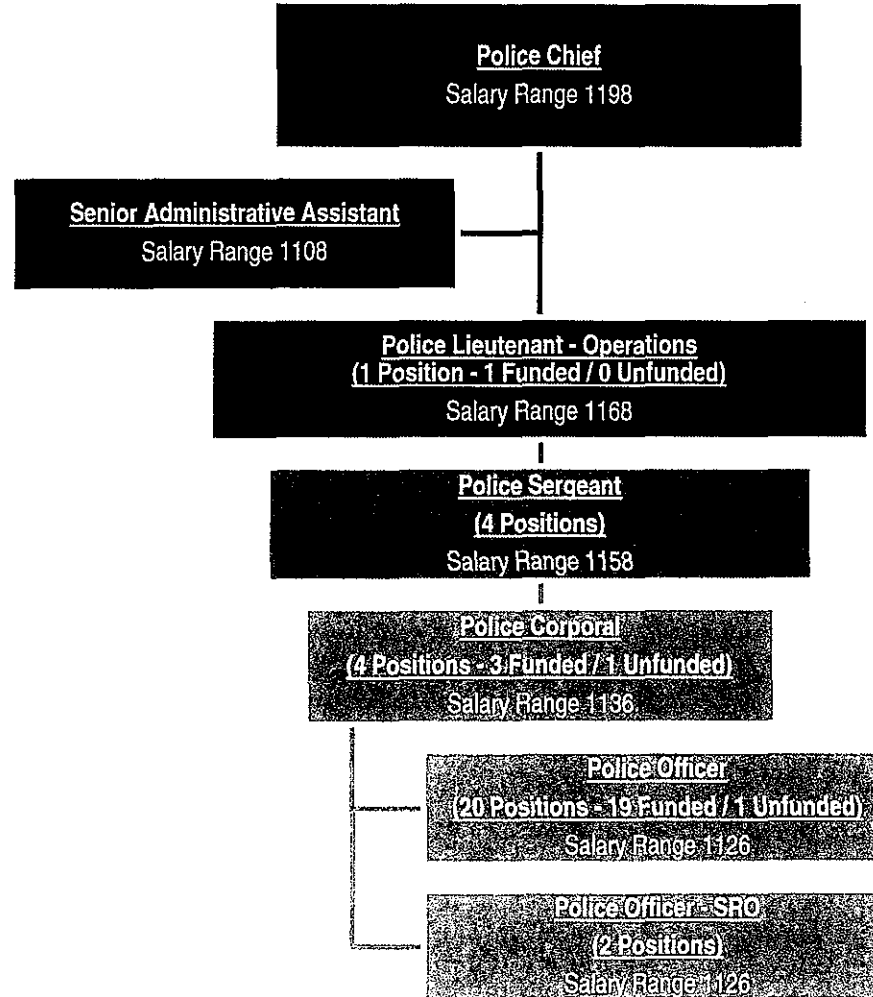 Police Chief
Salary Range 1198
Senior Administrative Assistant
Salary Range 1108
Police Lieutenant - Operations
(1 Position - 1 Funded / 0 Unfunded)
Salary Range 1168
Police Sergeant
(4 Positions)
Salary Range 1158
Police Corporal
(4 Positions - 3 Funded / 1 Unfunded)
Salary Range 1136
Police Officer
(20 Positions - 19 Funded / 1 Unfunded)
Salary Range 1126
Police Officer - SRO
(2 Positions)
Salary Range 1126